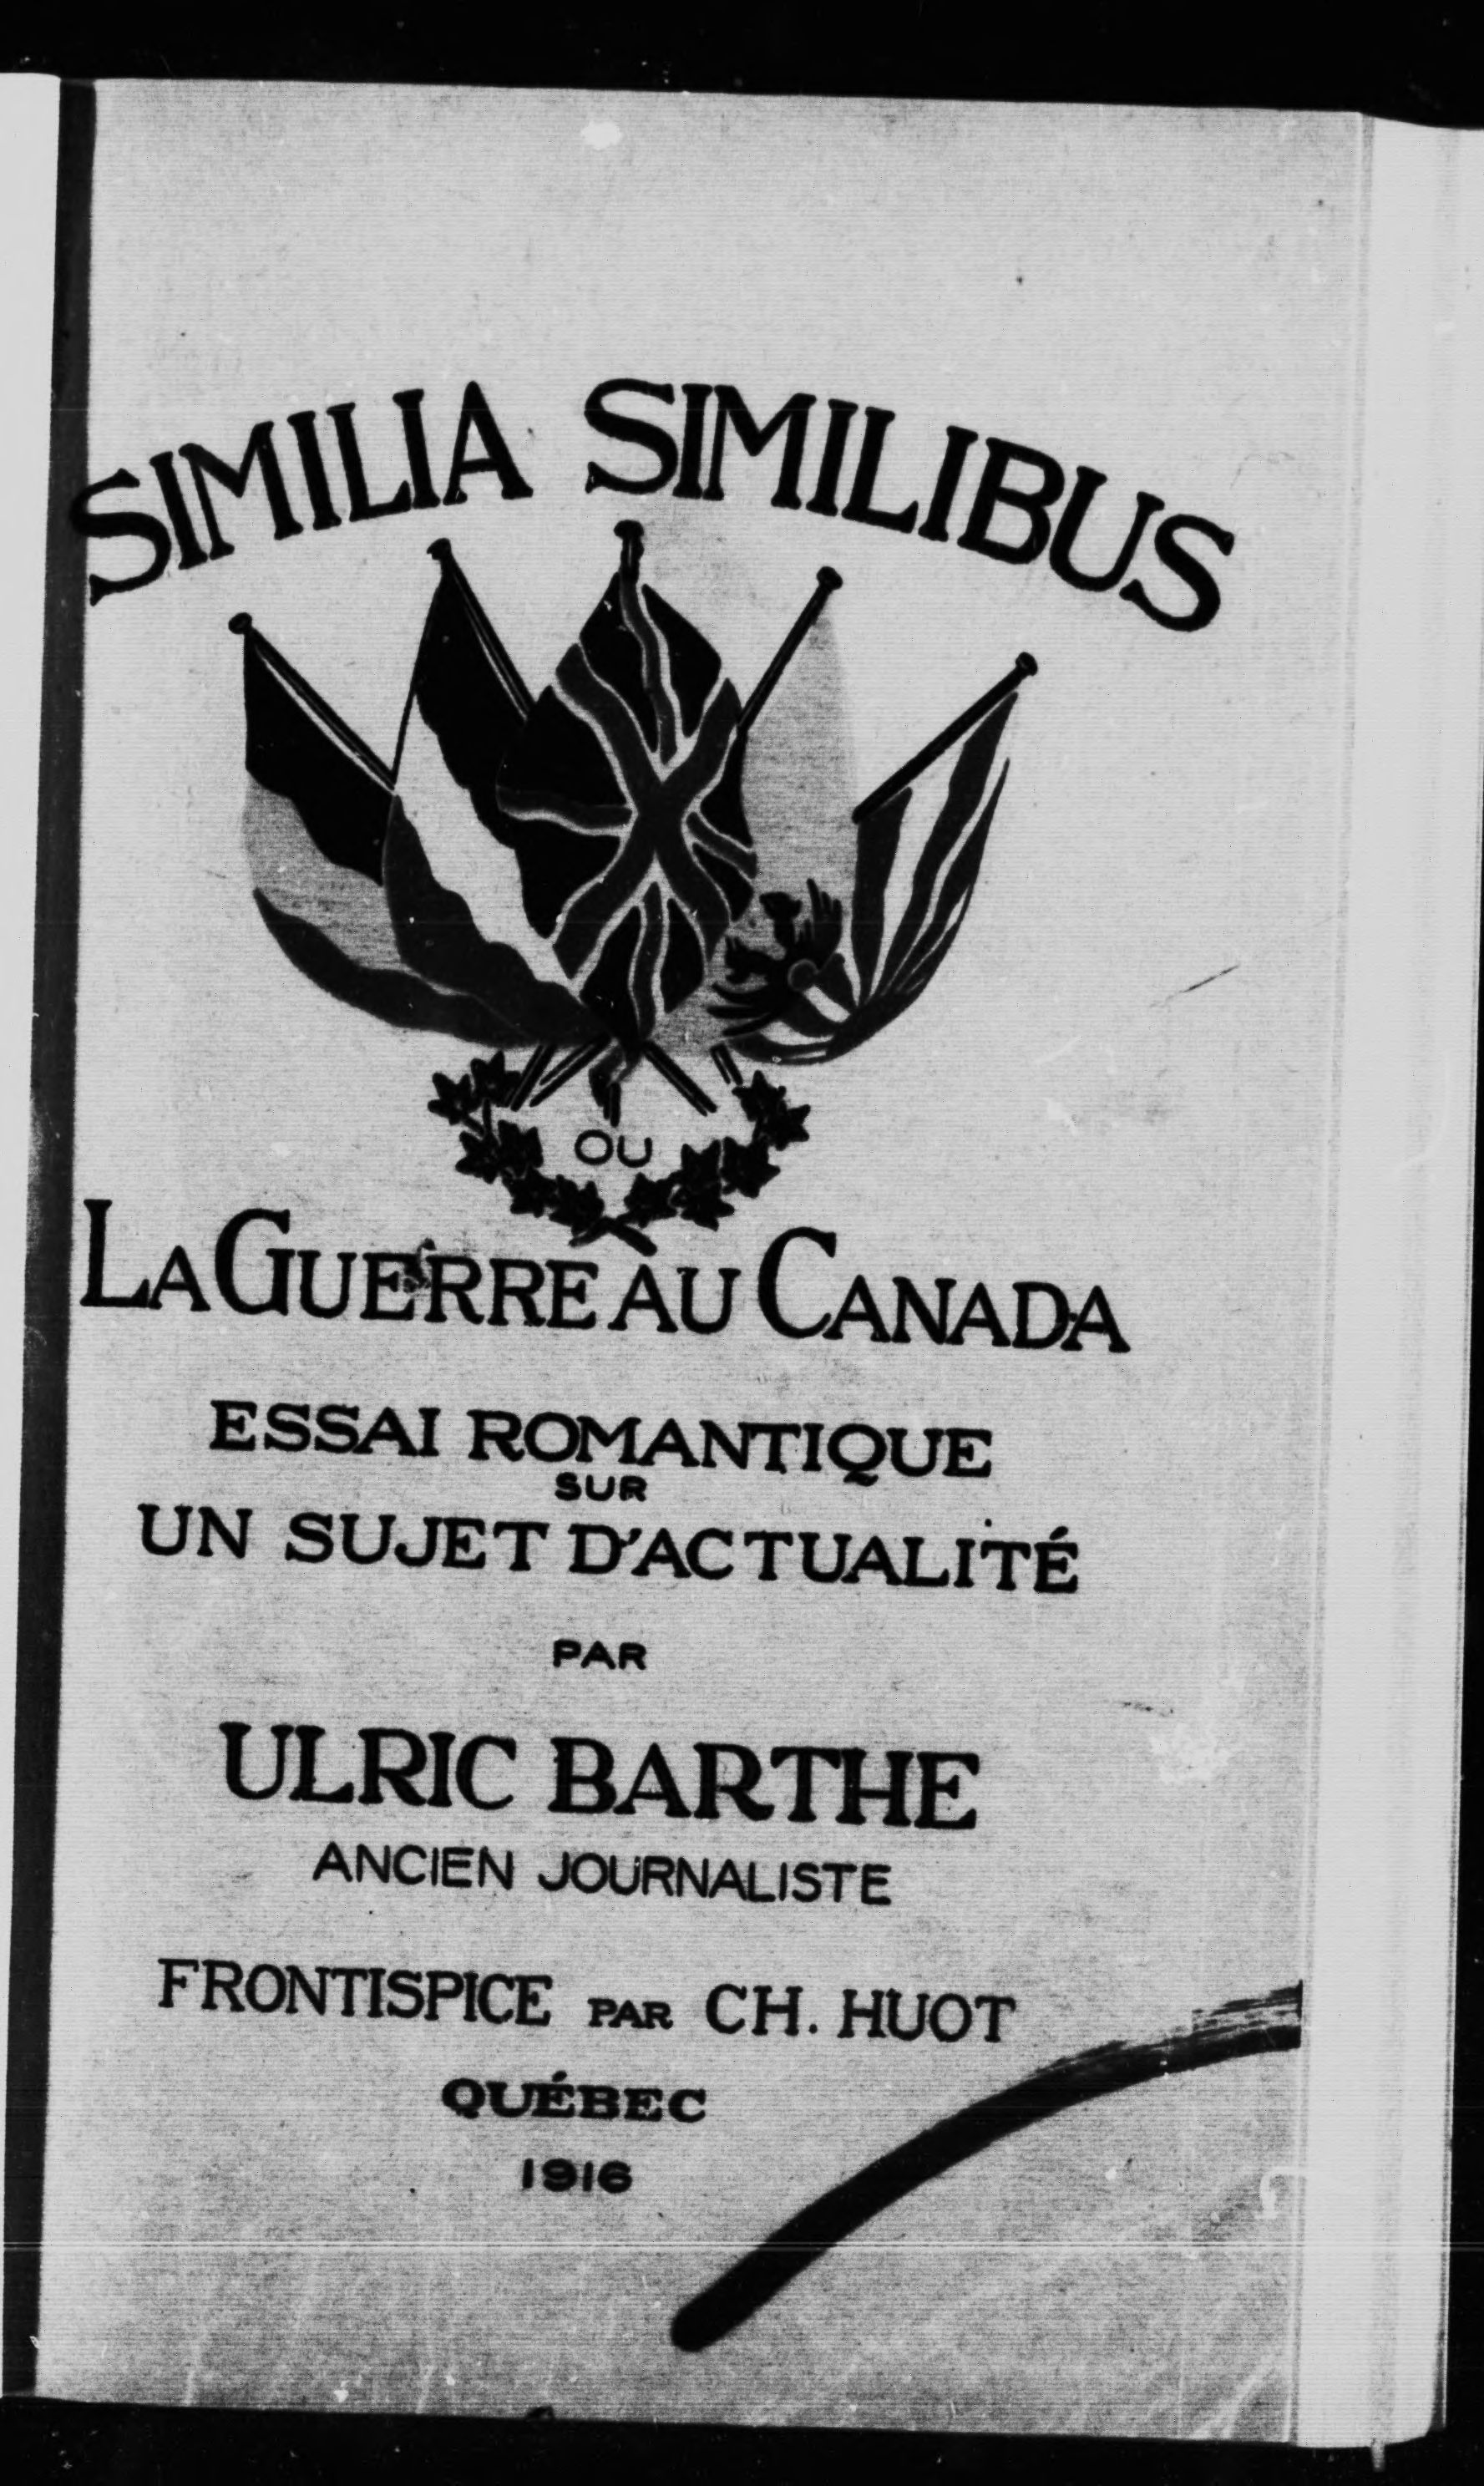 SIMILIA SIMILIBUS
OU
LA GUERRE AU CANADA
ESSAI ROMANTIQUE
SUR
UN SUJET D'ACTUALITÉ
PAR
ULRIC BARTHE
ANCIEN JOURNALISTE
FRONTISPICE PAR CH. HUOT
QUÉBEC
1916